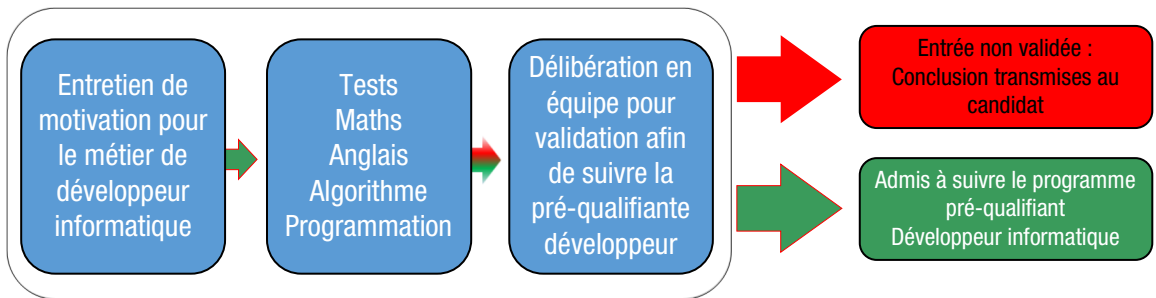 Entretien de
motivation pour
le métier de
développeur
informatique
Tests
Maths
Anglais
Algorithme
Programmation
Délibération en
équipe pour
validation afin
de suivre la
pré-qualifiante
développeur
Entrée non validée :
Conclusion transmises au
candidat
Admis à suivre le programme
pré-qualifiant
Développeur informatique